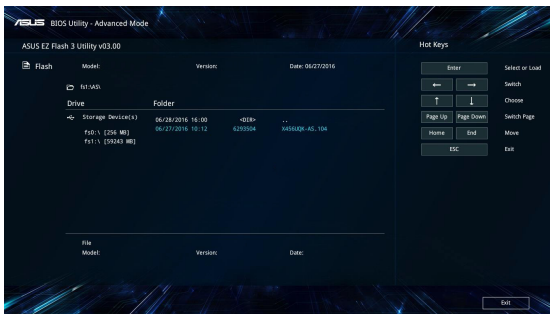 ASUS BIOS Utility - Advanced Mode
ASUS EZ Flash 3 Utility v03.00
Hot Keys
Flash Model: Version: Date: 06/27/2016
fs1:\AS\
Drive Folder
Storage Device(s)
fs0:\ [256 MB]
fs1:\ [59243 MB]
06/28/2016 16:00 <DIR> ..
06/27/2016 10:12 6293504 X456UQK-AS.104
File
Model: Version: Date:
Enter Select or Load
← → Switch
↑ ↓ Choose
Page Up Page Down Switch Page
Home End Move
ESC Exit
Exit